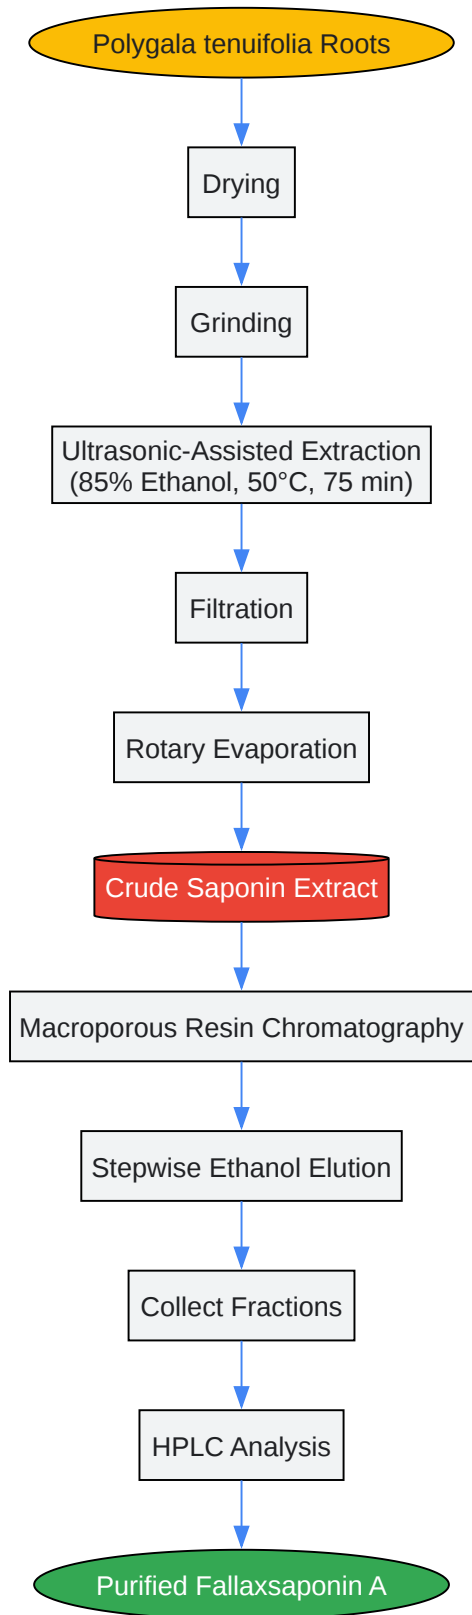 Polygala tenuifolia Roots
Drying
Grinding
Ultrasonic-Assisted Extraction
(85% Ethanol, 50°C, 75 min)
Filtration
Rotary Evaporation
Crude Saponin Extract
Macroporous Resin Chromatography
Stepwise Ethanol Elution
Collect Fractions
HPLC Analysis
Purified Fallaxsaponin A